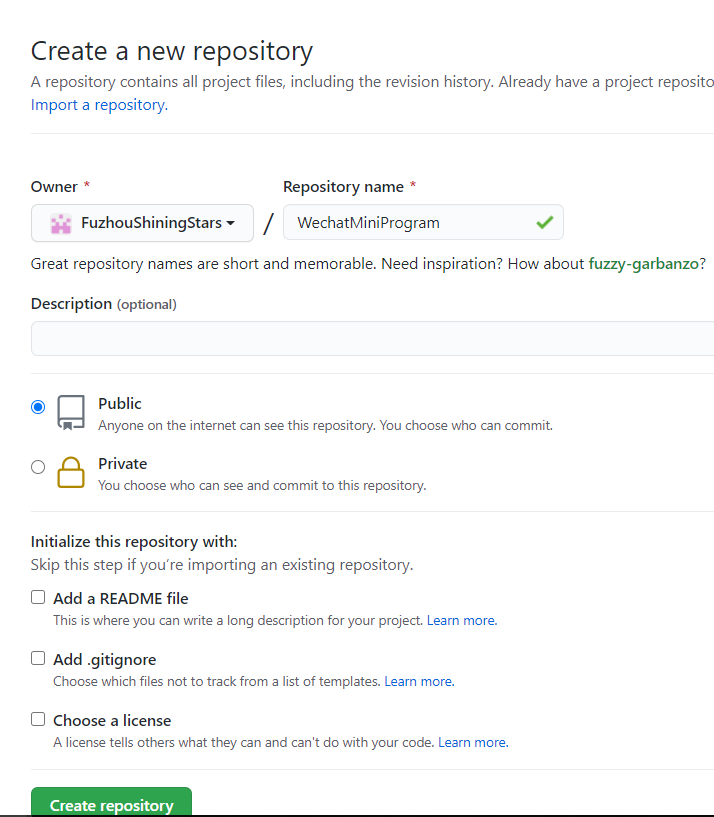 Create a new repository
A repository contains all project files, including the revision history. Already have a project reposito
Import a repository.
Owner * Repository name *
FuzhouShiningStars / WechatMiniProgram
Great repository names are short and memorable. Need inspiration? How about fuzzy-garbanzo?
Description (optional)
Public
Anyone on the internet can see this repository. You choose who can commit.
Private
You choose who can see and commit to this repository.
Initialize this repository with:
Skip this step if you’re importing an existing repository.
Add a README file
This is where you can write a long description for your project. Learn more.
Add .gitignore
Choose which files not to track from a list of templates. Learn more.
Choose a license
A license tells others what they can and can't do with your code. Learn more.
Create repository